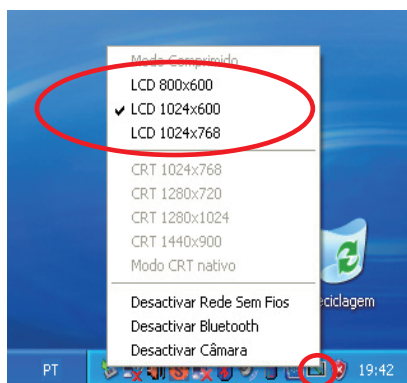 Modo Comprimido
LCD 800x600
LCD 1024x600
LCD 1024x768
CRT 1024x768
CRT 1280x720
CRT 1280x1024
CRT 1440x900
Modo CRT nativo
Desactivar Rede Sem Fios
eciclagem
Desactivar Bluetooth
Desactivar Câmara
PT
19:42